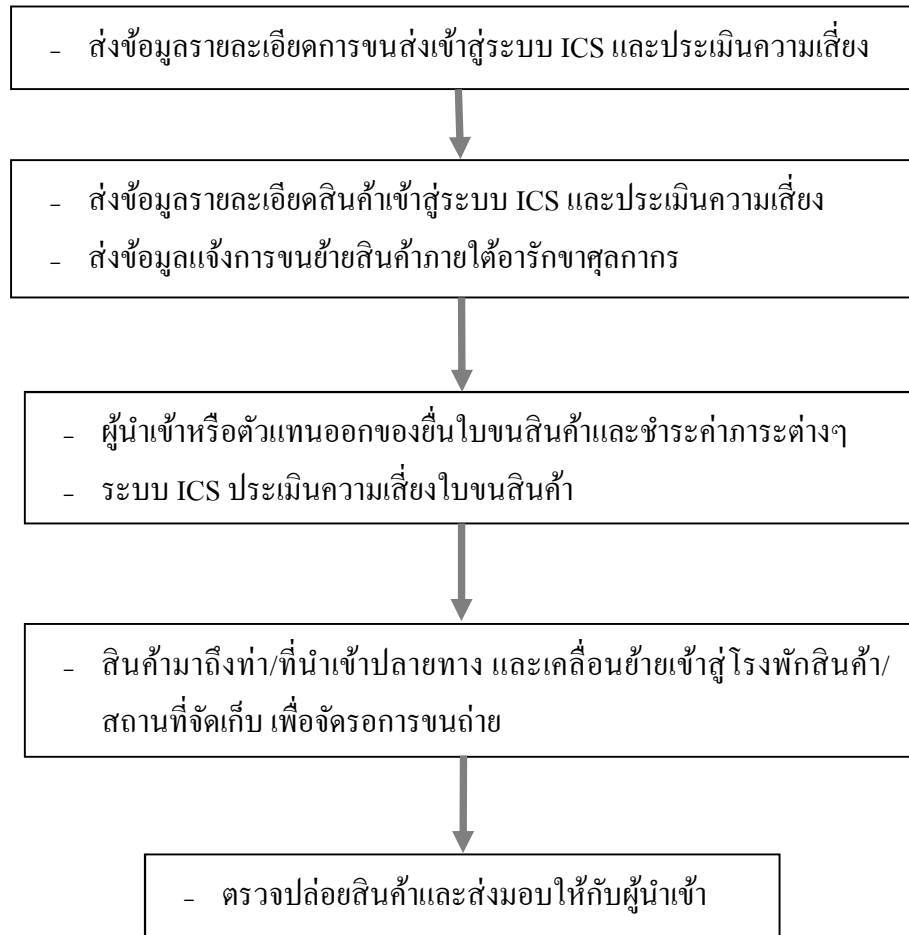 - ส่งข้อมูลรายละเอียดการขนส่งเข้าสู่ระบบ ICS และประเมินความเสี่ยง
- ส่งข้อมูลรายละเอียดสินค้าเข้าสู่ระบบ ICS และประเมินความเสี่ยง
- ส่งข้อมูลแจ้งการขนย้ายสินค้าภายใต้อารักขาศุลกากร
- ผู้นำเข้าหรือตัวแทนออกของยื่นใบขนสินค้าและชำระค่าภาระต่างๆ
- ระบบ ICS ประเมินความเสี่ยงใบขนสินค้า
- สินค้ามาถึงท่า/ที่นำเข้าปลายทาง และเคลื่อนย้ายเข้าสู่โรงพักสินค้า/
สถานที่จัดเก็บ เพื่อจัดรอการขนถ่าย
- ตรวจปล่อยสินค้าและส่งมอบให้กับผู้นำเข้า